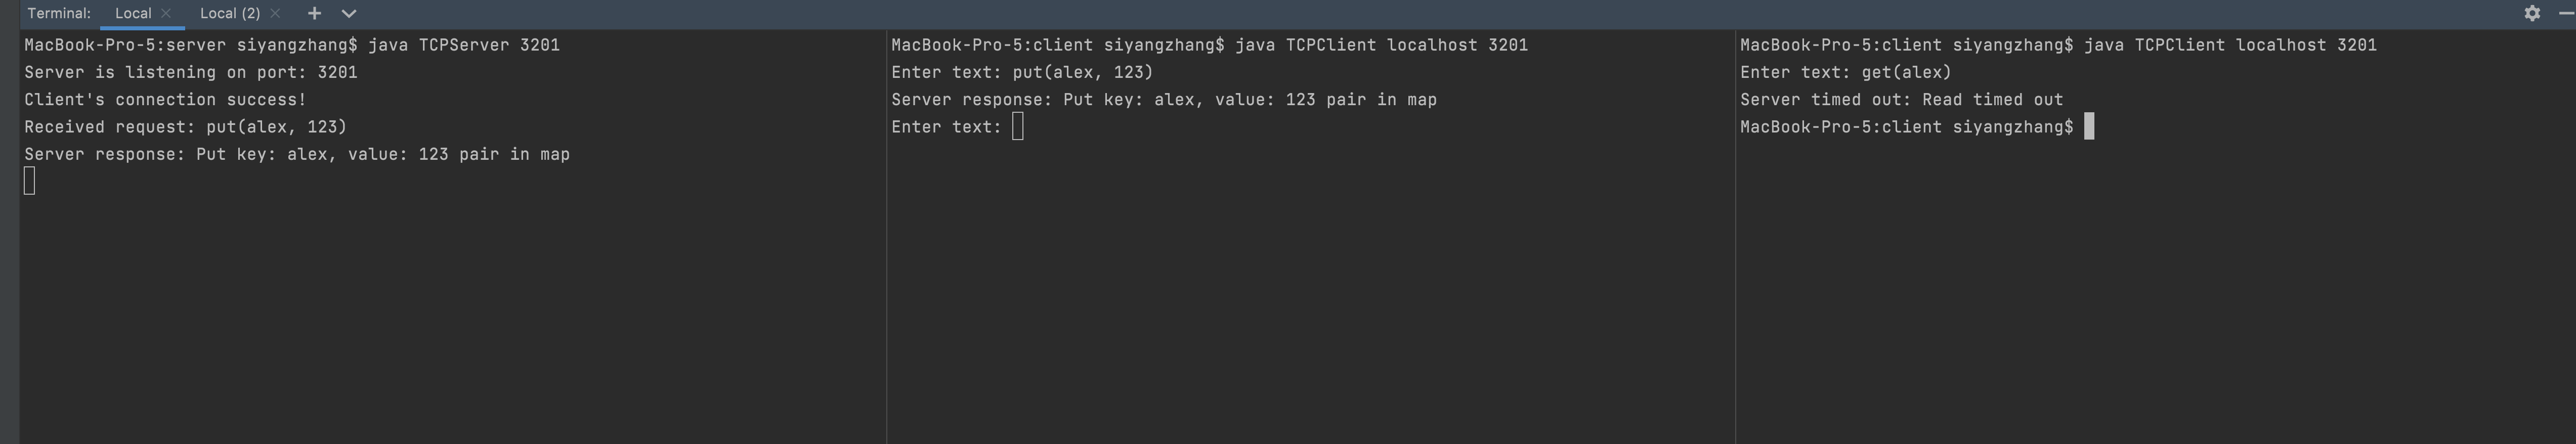 Terminal: Local Local (2)
MacBook-Pro-5:server siyangzhang$ java TCPServer 3201
Server is listening on port: 3201
Client's connection success!
Received request: put(alex, 123)
Server response: Put key: alex, value: 123 pair in map
MacBook-Pro-5:client siyangzhang$ java TCPClient localhost 3201
Enter text: put(alex, 123)
Server response: Put key: alex, value: 123 pair in map
Enter text:
MacBook-Pro-5:client siyangzhang$ java TCPClient localhost 3201
Enter text: get(alex)
Server timed out: Read timed out
MacBook-Pro-5:client siyangzhang$